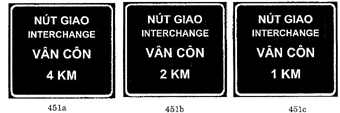 NÚT GIAO
INTERCHANGE
VÂN CÔN
4 KM
451a
NÚT GIAO
INTERCHANGE
VÂN CÔN
2 KM
451b
NÚT GIAO
INTERCHANGE
VÂN CÔN
1 KM
451c